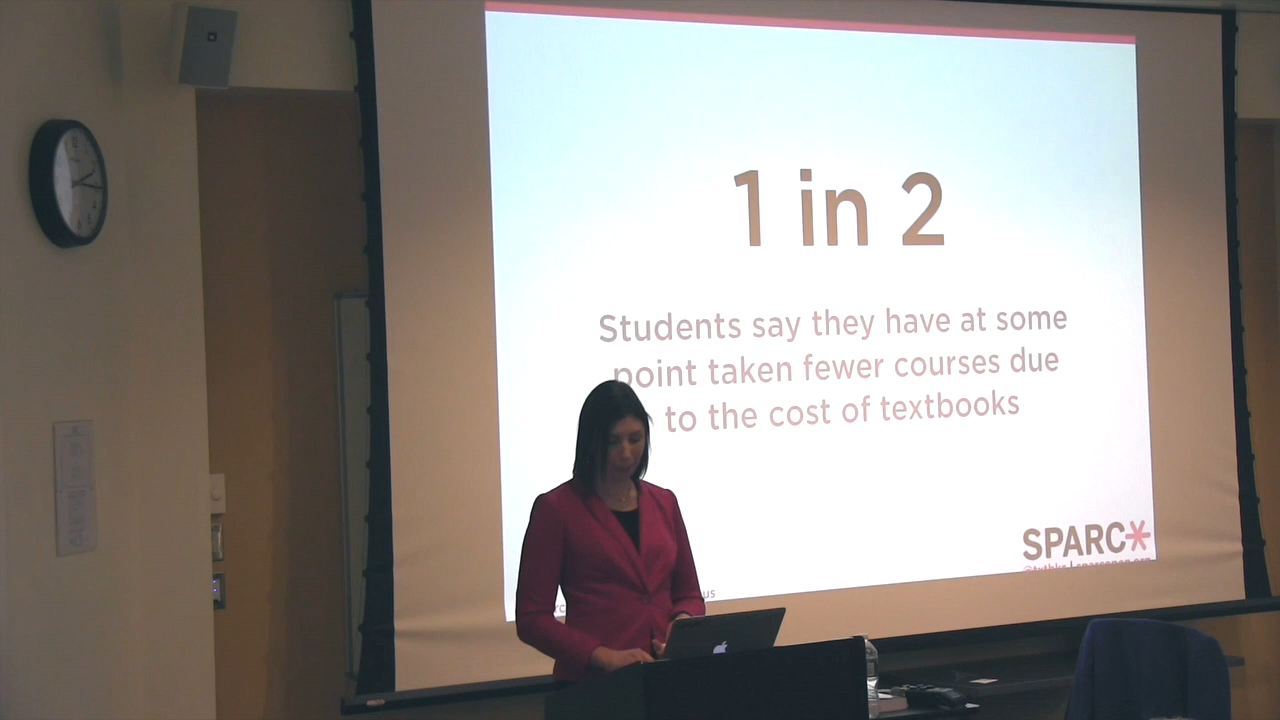 1 in 2
Students say they have at some
point taken fewer courses due
to the cost of textbooks
SPARC*